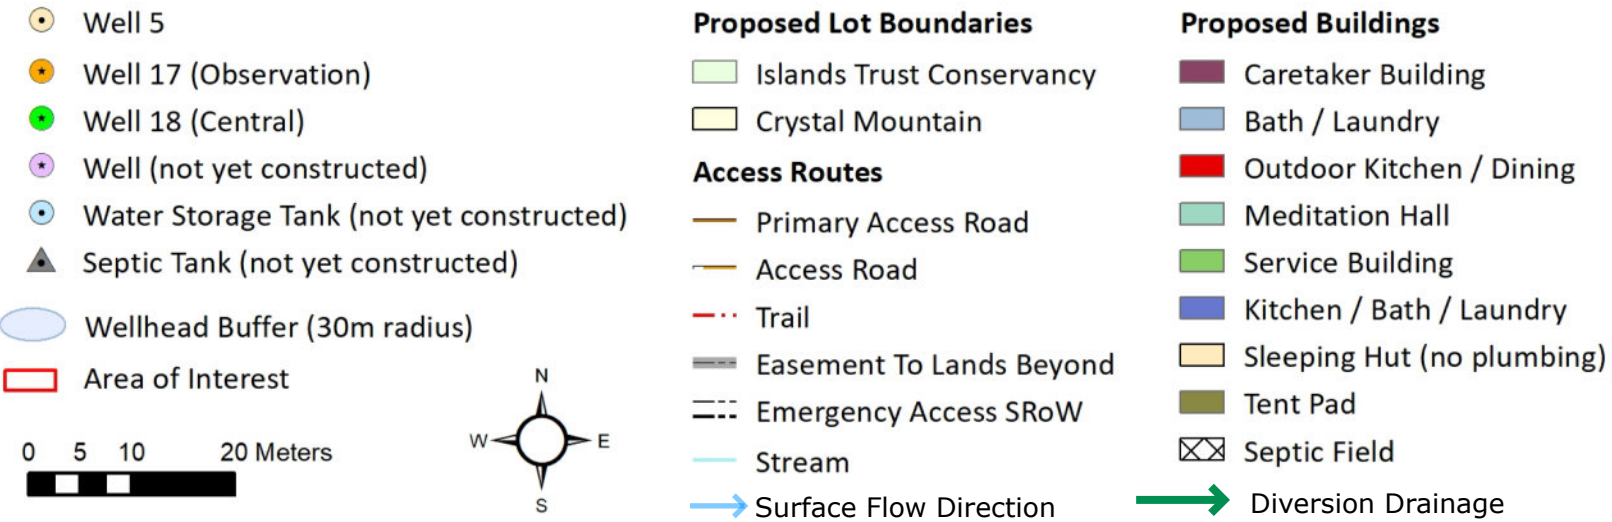 Well 5
Well 17 (Observation)
Well 18 (Central)
Well (not yet constructed)
Water Storage Tank (not yet constructed)
Septic Tank (not yet constructed)
Wellhead Buffer (30m radius)
Area of Interest
0 5 10 20 Meters
N
W E
S
Proposed Lot Boundaries
Islands Trust Conservancy
Crystal Mountain
Access Routes
Primary Access Road
Access Road
Trail
Easement To Lands Beyond
Emergency Access SRoW
Stream
Surface Flow Direction
Proposed Buildings
Caretaker Building
Bath / Laundry
Outdoor Kitchen / Dining
Meditation Hall
Service Building
Kitchen / Bath / Laundry
Sleeping Hut (no plumbing)
Tent Pad
Septic Field
Diversion Drainage